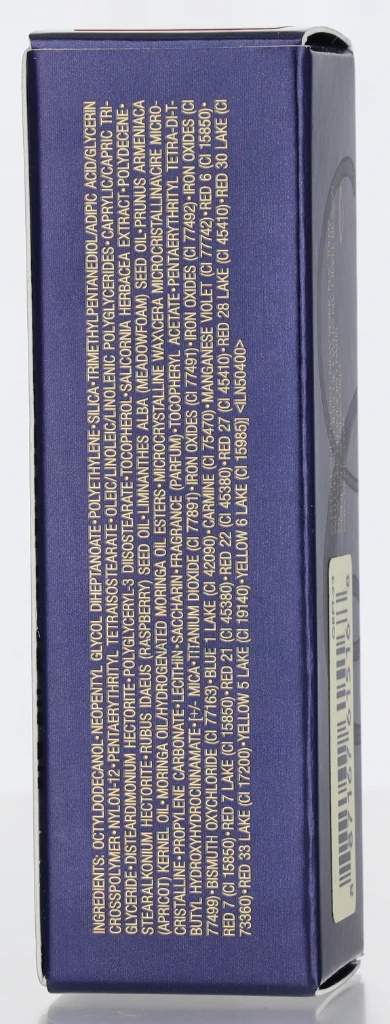 INGREDIENTS: OCTYLDODECANOL•NEOPENTYL GLYCOL DIHEPTANOATE•POLYETHYLENE•SILICA•TRIMETHYLPENTANEDIOL/ADIPIC ACID/GLYCERIN
CROSSPOLYMER•NYLON-12•PENTAERYTHRITYL TETRAISOSTEARATE•OLEIC/LINOLEIC/LINOLENIC POLYGLYCERIDES•CAPRYLIC/CAPRIC TRI-
GLYCERIDE•DISTEARDIMONIUM HECTORITE•POLYGLYCERYL-3 DIISOSTEARATE•TOCOPHEROL•SALICORNIA HERBACEA EXTRACT•POLYDECENE•
STEARALKONIUM HECTORITE•RUBUS IDAEUS (RASPBERRY) SEED OIL•LIMNANTHES ALBA (MEADOWFOAM) SEED OIL•PRUNUS ARMENIACA
(APRICOT) KERNEL OIL•MORINGA OIL/HYDROGENATED MORINGA OIL ESTERS•MICROCRYSTALLINE WAX\CERA MICROCRISTALLINA\CIRE MICRO-
CRISTALLINE•PROPYLENE CARBONATE•LECITHIN•SACCHARIN•FRAGRANCE (PARFUM)•TOCOPHERYL ACETATE•PENTAERYTHRITYL TETRA-DI-T-
BUTYL HYDROXYHYDROCINNAMATE•[+/- MICA•TITANIUM DIOXIDE (CI 77891)•IRON OXIDES (CI 77491)•IRON OXIDES (CI 77492)•IRON OXIDES (CI
77499)•BISMUTH OXYCHLORIDE (CI 77163)•BLUE 1 LAKE (CI 42090)•CARMINE (CI 75470)•MANGANESE VIOLET (CI 77742)•RED 6 (CI 15850)•
RED 7 (CI 15850)•RED 7 LAKE (CI 15850)•RED 21 (CI 45380)•RED 22 (CI 45380)•RED 27 (CI 45410)•RED 28 LAKE (CI 45410)•RED 30 LAKE (CI
73360)•RED 33 LAKE (CI 17200)•YELLOW 5 LAKE (CI 19140)•YELLOW 6 LAKE (CI 15985)] <ILN50400>